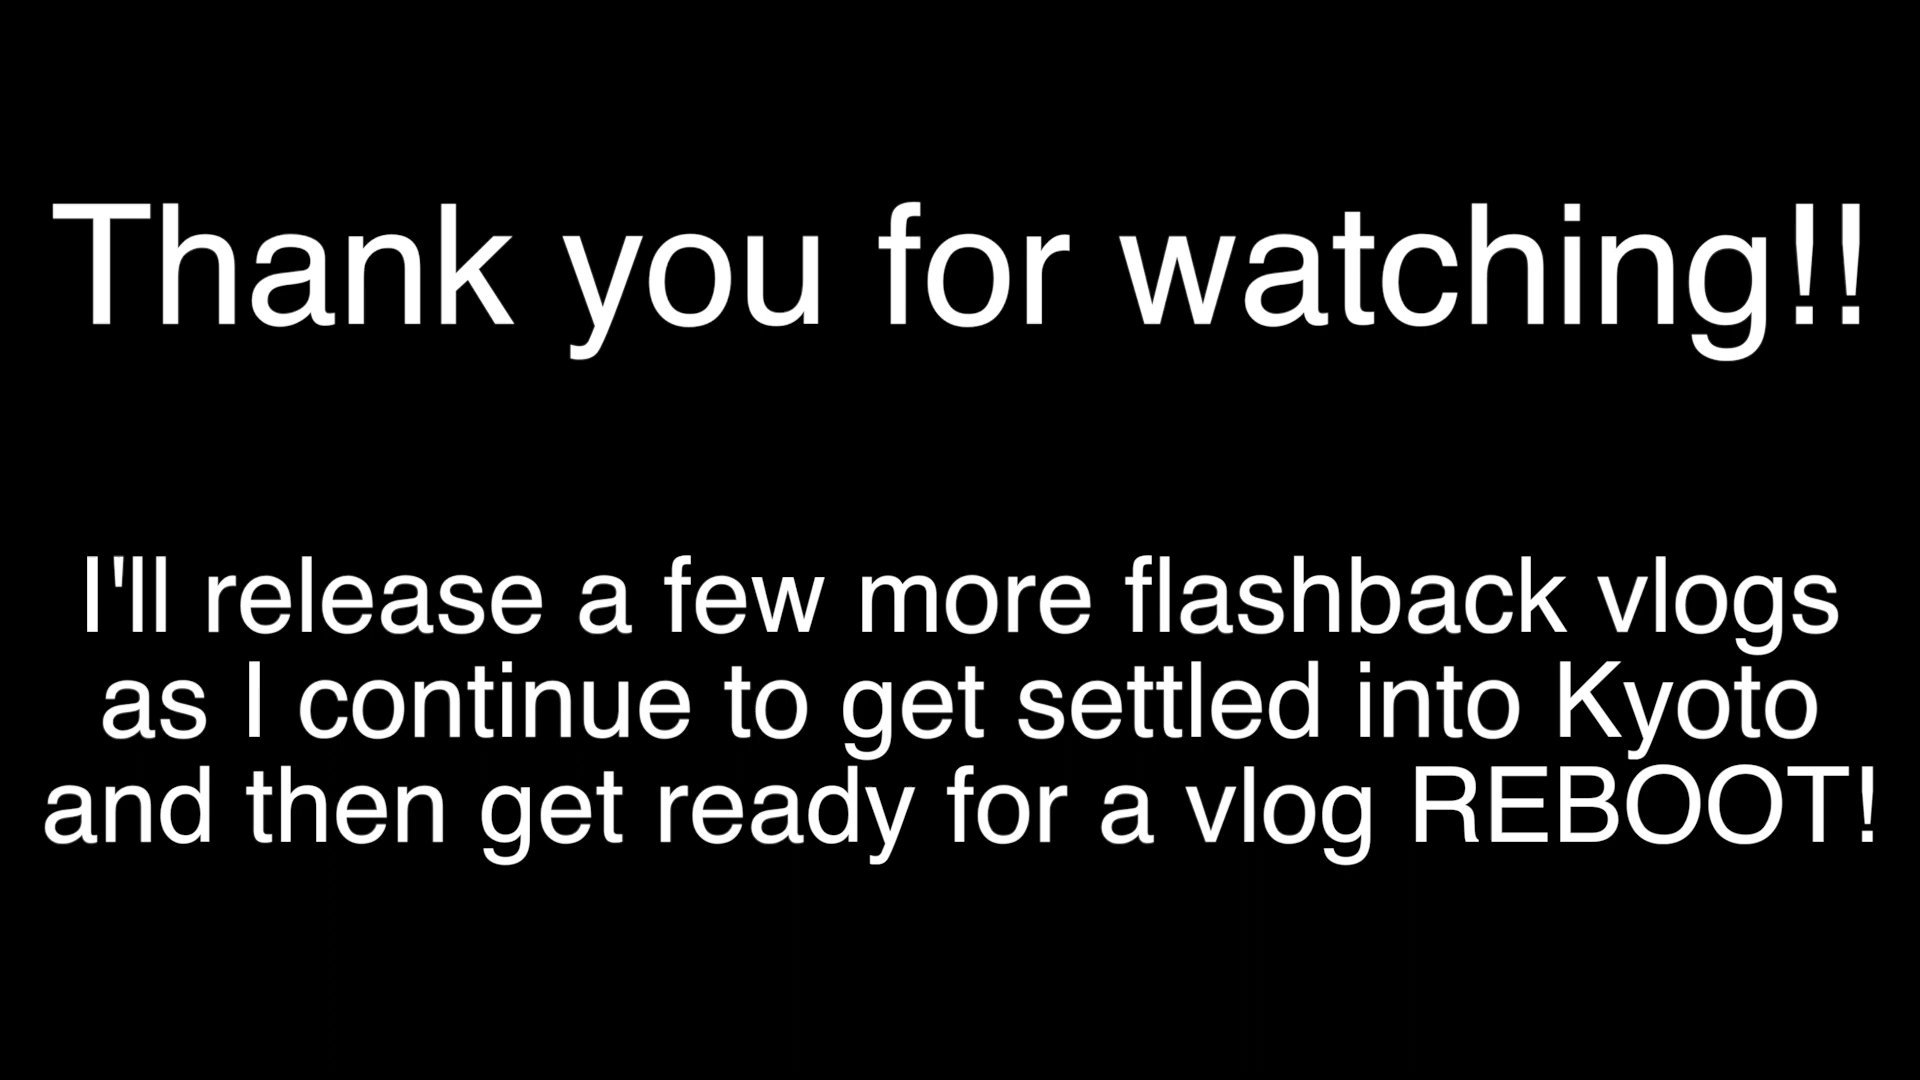 Thank you for watching!!
I'll release a few more flashback vlogs
as I continue to get settled into Kyoto
and then get ready for a vlog REBOOT!